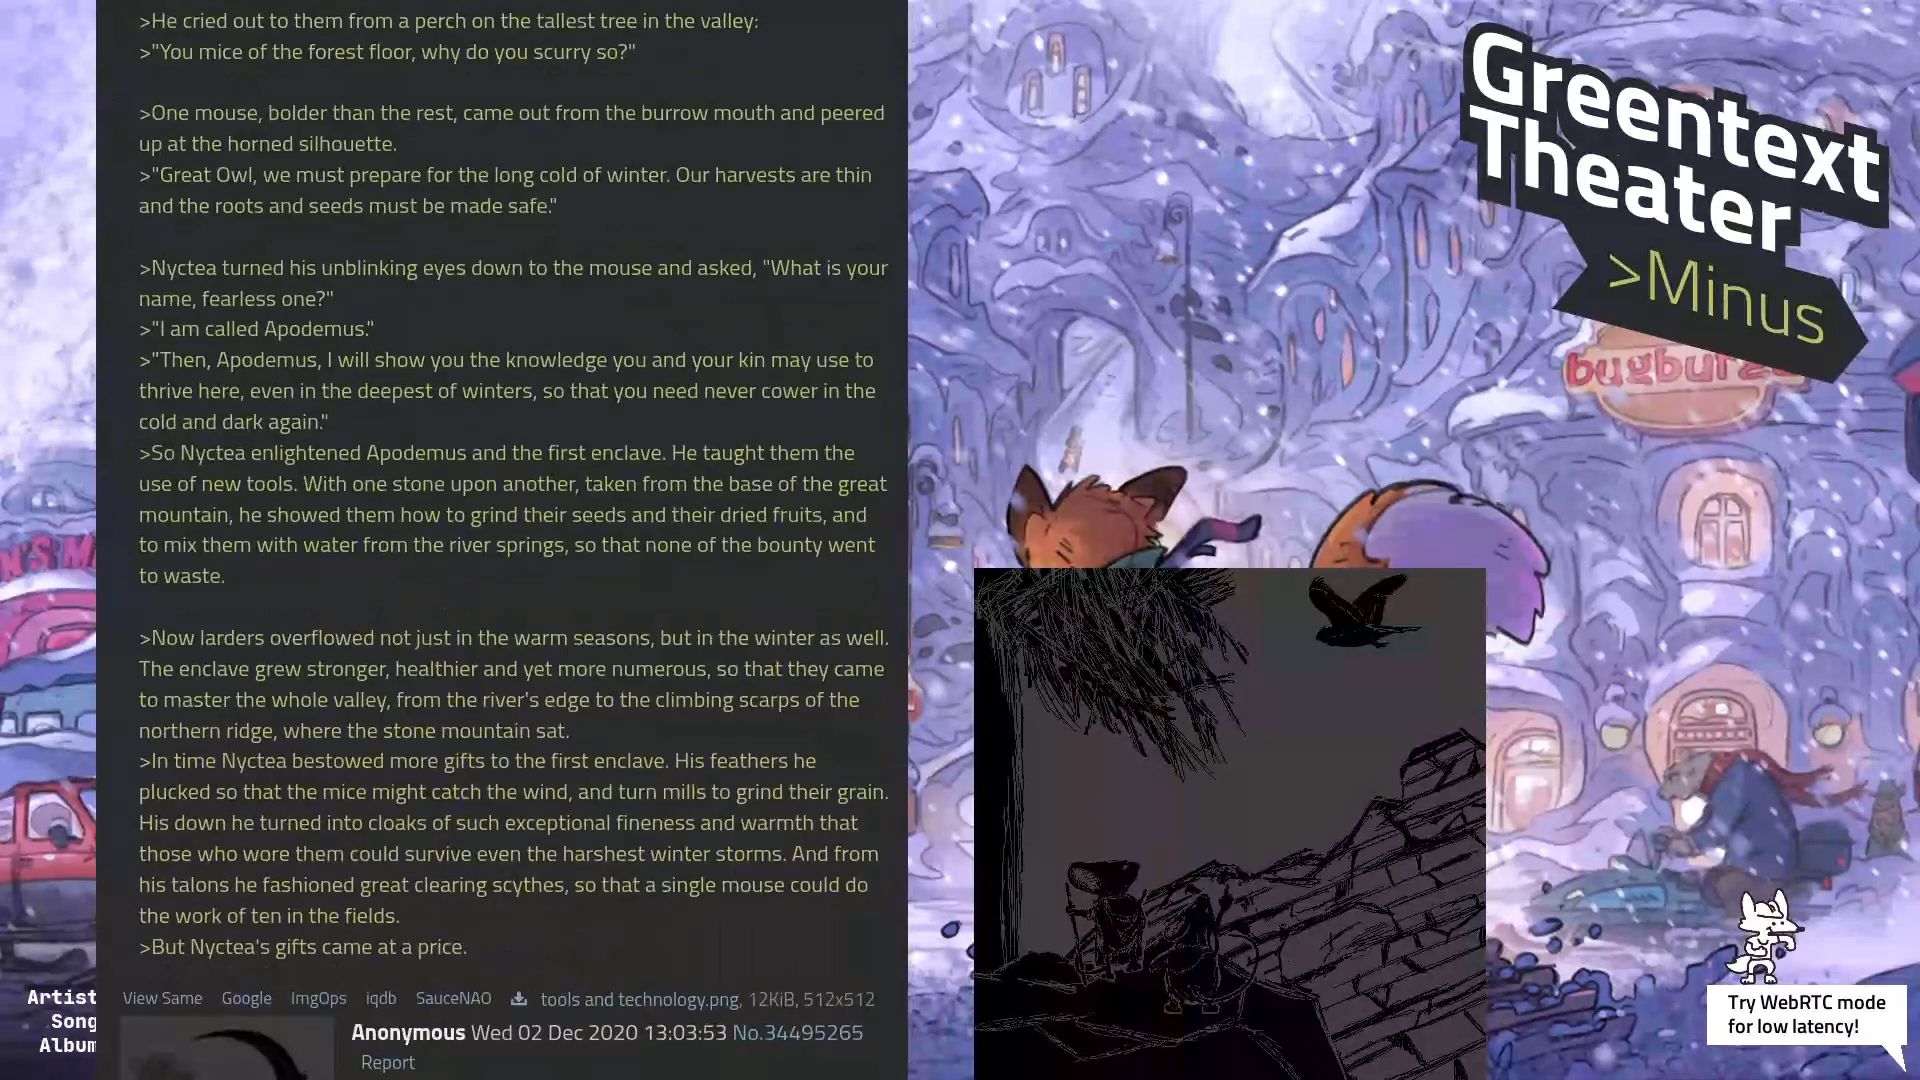 >He cried out to them from a perch on the tallest tree in the valley:
>"You mice of the forest floor, why do you scurry so?"
>One mouse, bolder than the rest, came out from the burrow mouth and peered
up at the horned silhouette.
>"Great Owl, we must prepare for the long cold of winter. Our harvests are thin
and the roots and seeds must be made safe."
>Nyctea turned his unblinking eyes down to the mouse and asked, "What is your
name, fearless one?"
>"I am called Apodemus."
>"Then, Apodemus, I will show you the knowledge you and your kin may use to
thrive here, even in the deepest of winters, so that you need never cower in the
cold and dark again."
>So Nyctea enlightened Apodemus and the first enclave. He taught them the
use of new tools. With one stone upon another, taken from the base of the great
mountain, he showed them how to grind their seeds and their dried fruits, and
to mix them with water from the river springs, so that none of the bounty went
to waste.
>Now larders overflowed not just in the warm seasons, but in the winter as well.
The enclave grew stronger, healthier and yet more numerous, so that they came
to master the whole valley, from the river's edge to the climbing scarps of the
northern ridge, where the stone mountain sat.
>In time Nyctea bestowed more gifts to the first enclave. His feathers he
plucked so that the mice might catch the wind, and turn mills to grind their grain.
His down he turned into cloaks of such exceptional fineness and warmth that
those who wore them could survive even the harshest winter storms. And from
his talons he fashioned great clearing scythes, so that a single mouse could do
the work of ten in the fields.
>But Nyctea's gifts came at a price.
View Same Google ImgOps iqdb SauceNAO tools and technology.png, 12KiB, 512x512
Anonymous Wed 02 Dec 2020 13:03:53 No.34495265
Report
Artist
Song
Album
Greentext
Theater
>Minus
Try WebRTC mode
for low latency!